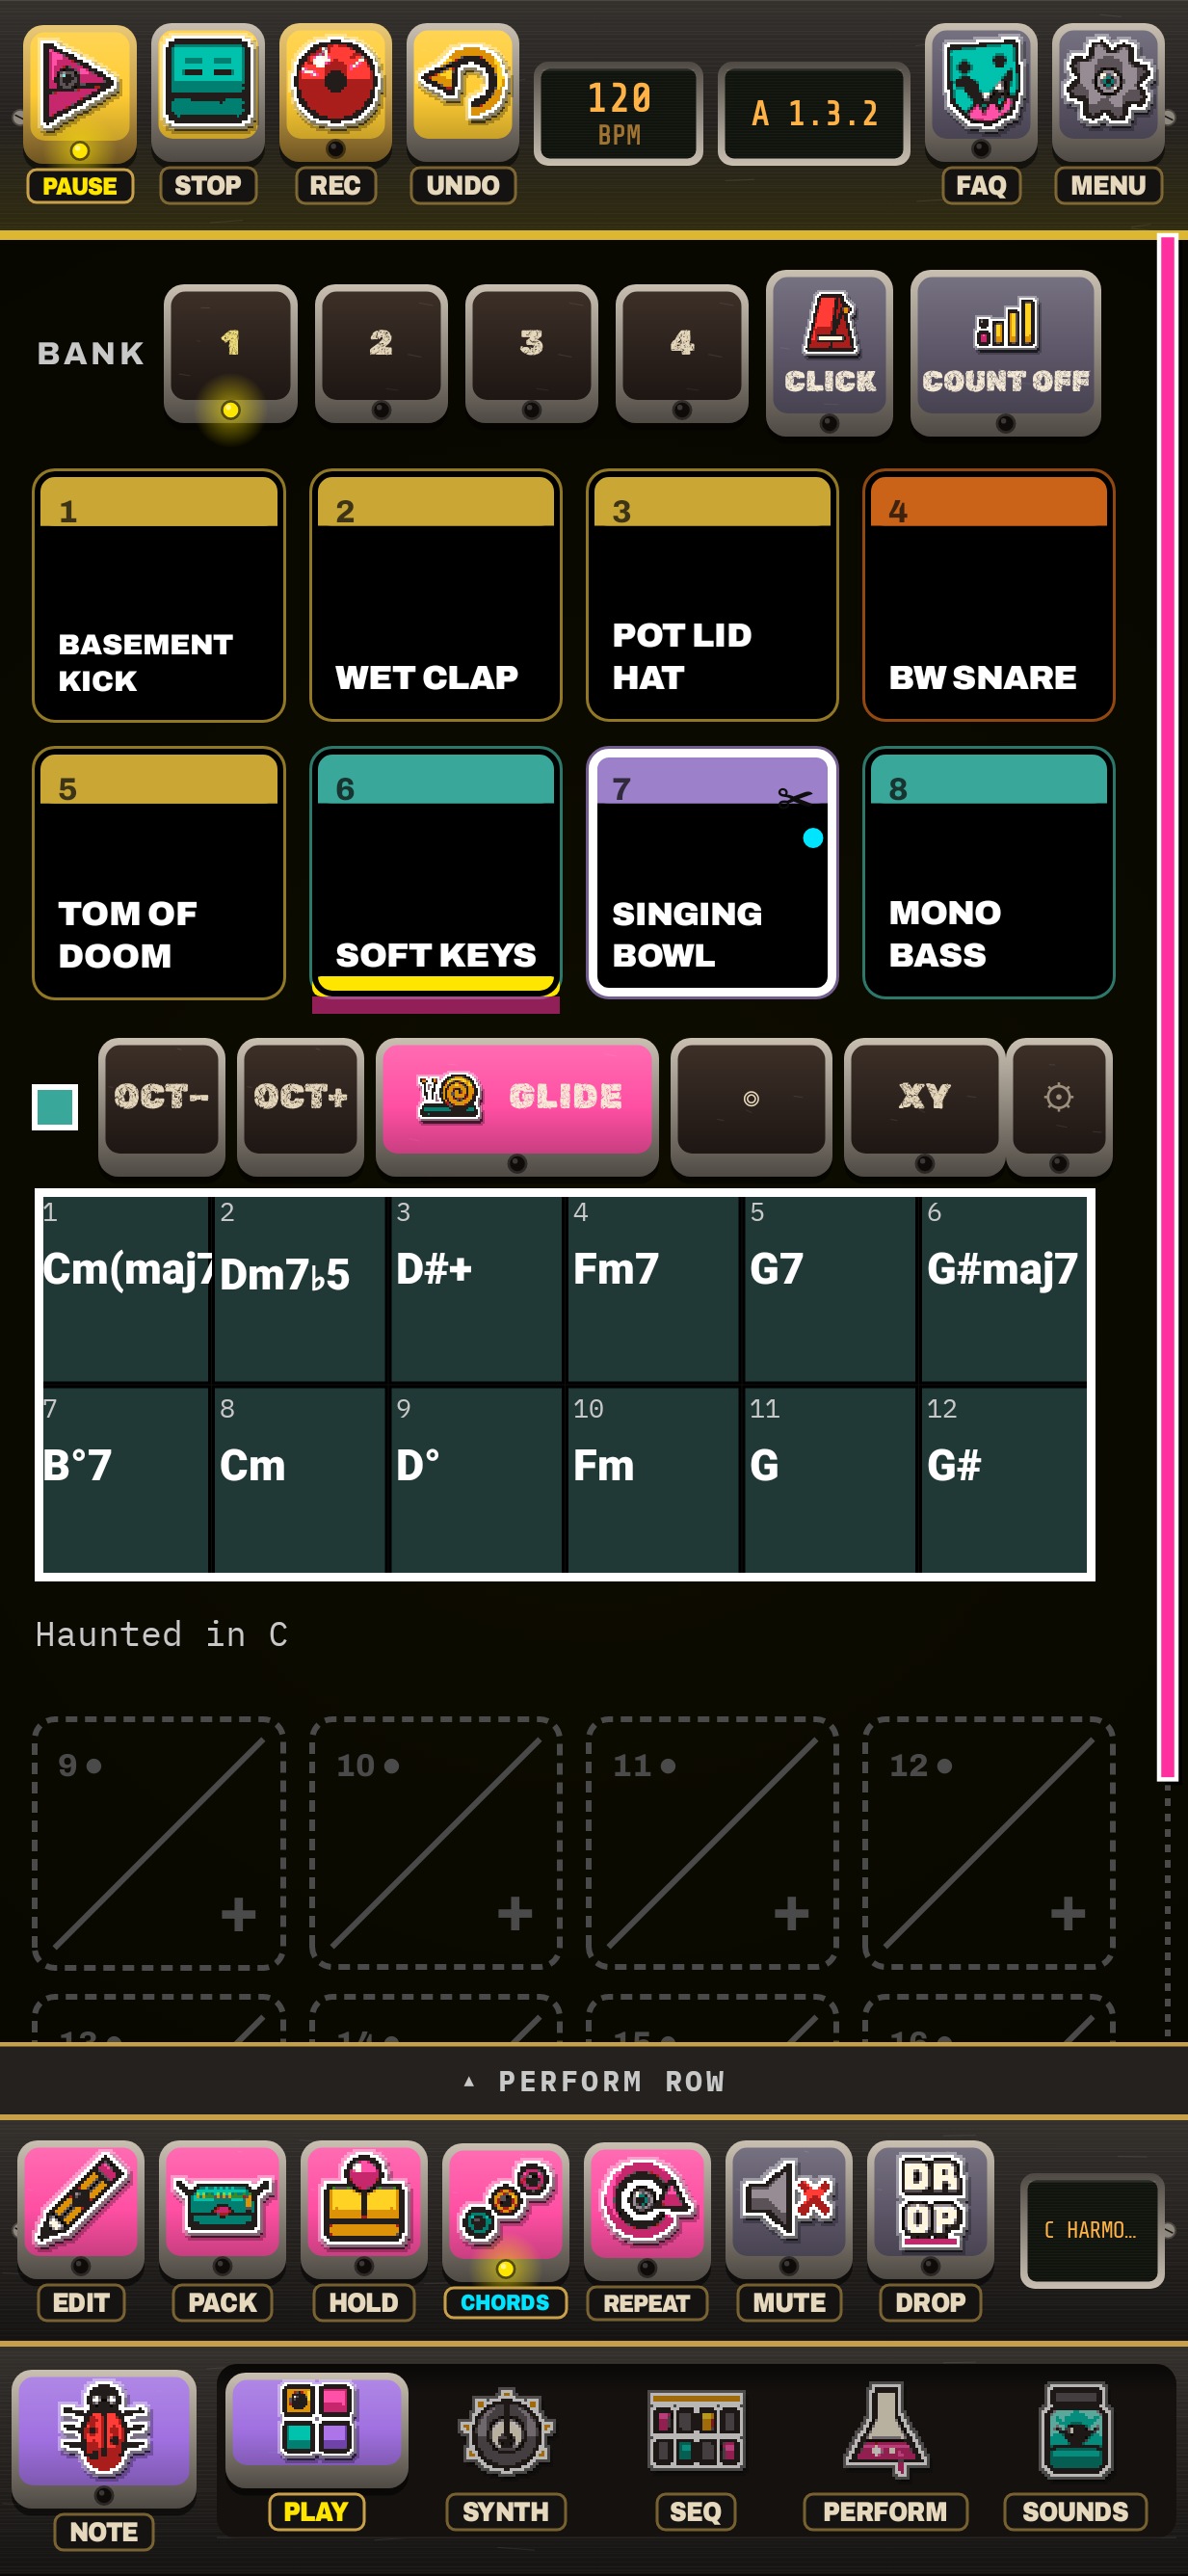 120
BPM
A 1.3.2
PAUSE
STOP
REC
UNDO
FAQ
MENU
BANK
1
2
3
4
CLICK
COUNT OFF
1
BASEMENT
KICK
2
WET CLAP
3
POT LID
HAT
4
BW SNARE
5
TOM OF
DOOM
6
SOFT KEYS
7
SINGING
BOWL
8
MONO
BASS
OCT-
OCT+
GLIDE
XY
1
Cm(maj7
2
Dm7♭5
3
D#+
4
Fm7
5
G7
6
G#maj7
7
B°7
8
Cm
9
D°
10
Fm
11
G
12
G#
Haunted in C
9
10
11
12
13
14
15
16
▲ PERFORM ROW
DR
OP
C HARMO…
EDIT
PACK
HOLD
CHORDS
REPEAT
MUTE
DROP
NOTE
PLAY
SYNTH
SEQ
PERFORM
SOUNDS